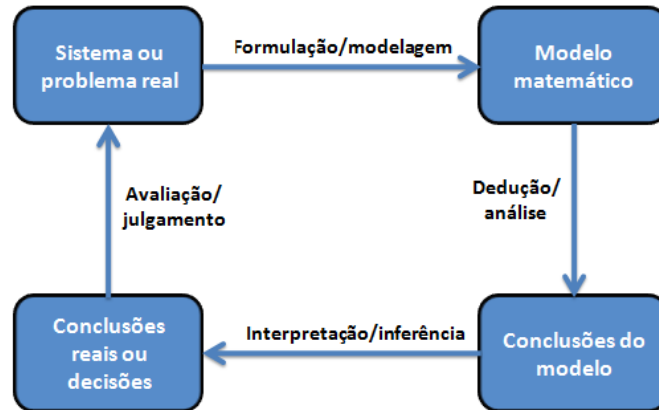 Sistema ou
problema real
Formulação/modelagem
Modelo
matemático
Avaliação/
julgamento
Dedução/
análise
Conclusões
reais ou
decisões
Interpretação/inferência
Conclusões do
modelo